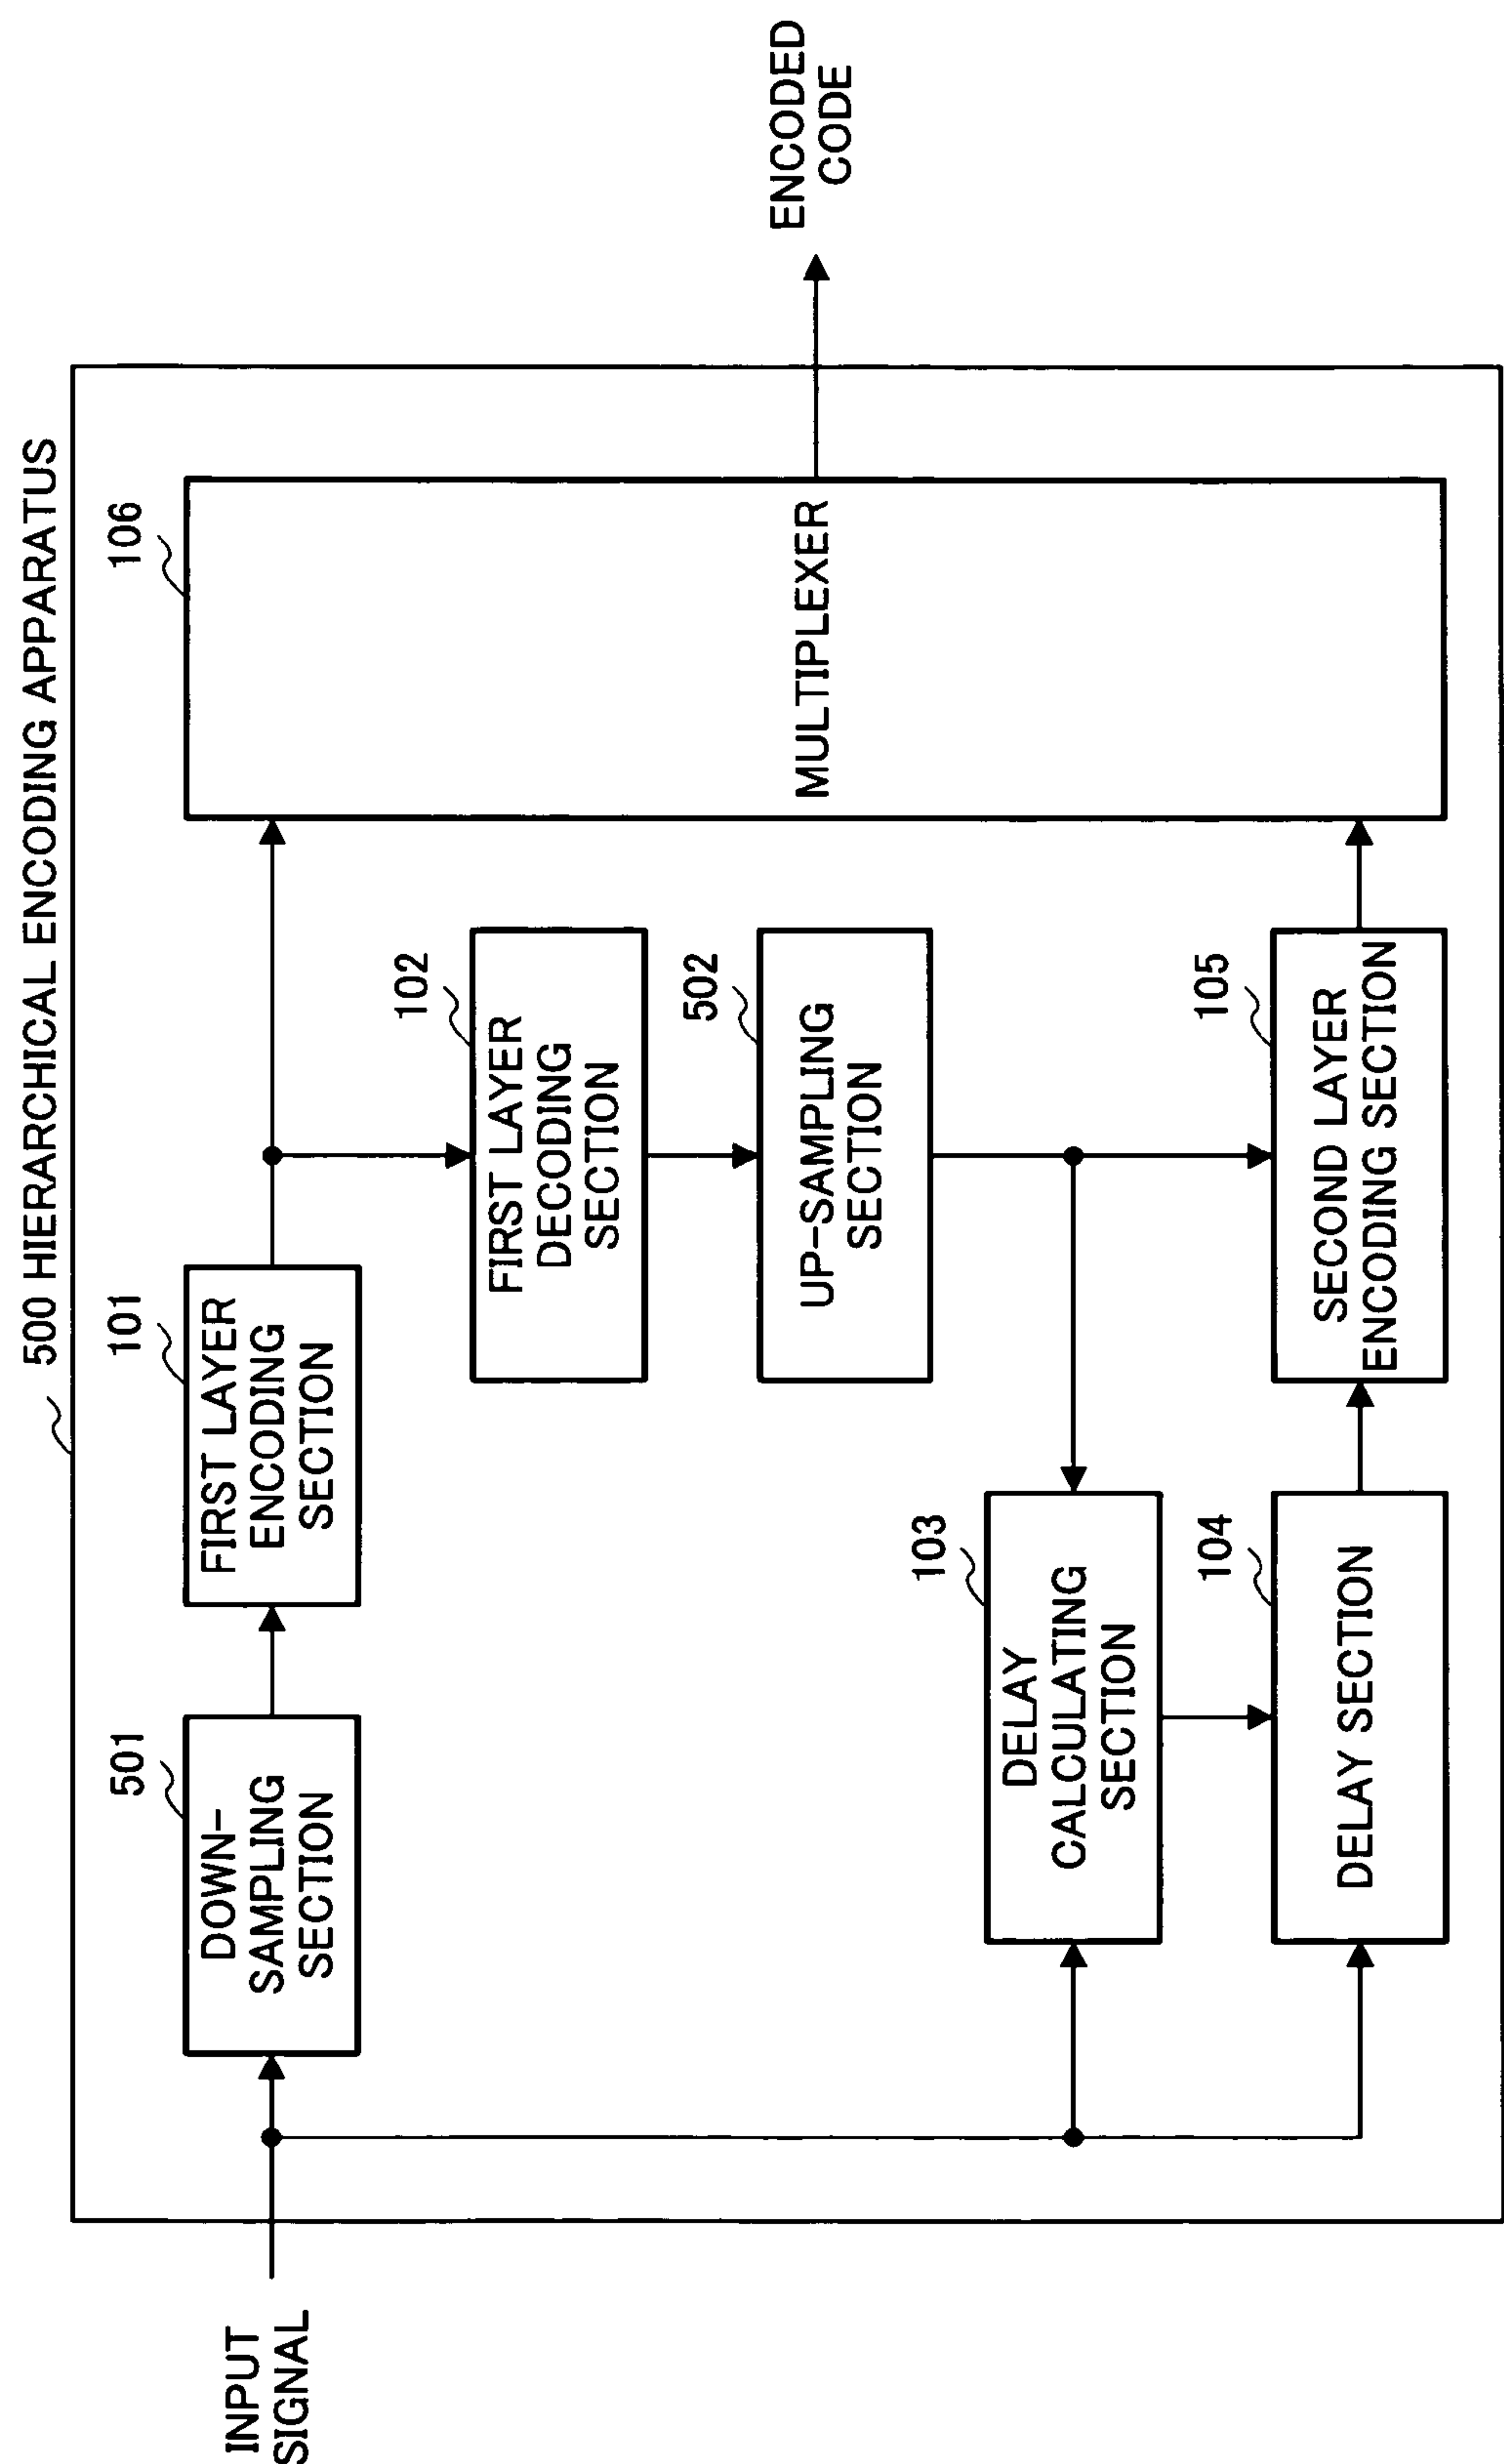 500 HIERARCHICAL ENCODING APPARATUS
INPUT
SIGNAL
501
DOWN-
SAMPLING
SECTION
101
FIRST LAYER
ENCODING
SECTION
106
MULTIPLEXER
ENCODED
CODE
102
FIRST LAYER
DECODING
SECTION
502
UP-SAMPLING
SECTION
103
DELAY
CALCULATING
SECTION
104
DELAY SECTION
105
SECOND LAYER
ENCODING SECTION